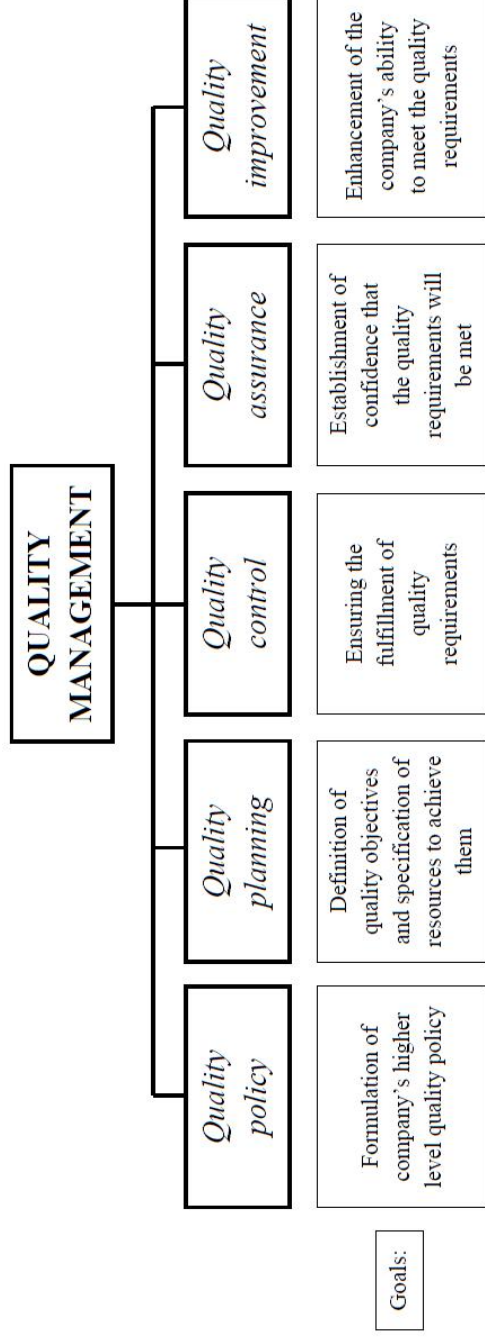 QUALITY
MANAGEMENT
Quality
policy
Quality
planning
Quality
control
Quality
assurance
Quality
improvement
Goals:
Formulation of
company's higher
level quality policy
Definition of
quality objectives
and specification of
resources to achieve
them
Ensuring the
fulfillment of
quality
requirements
Establishment of
confidence that
the quality
requirements will
be met
Enhancement of the
company's ability
to meet the quality
requirements